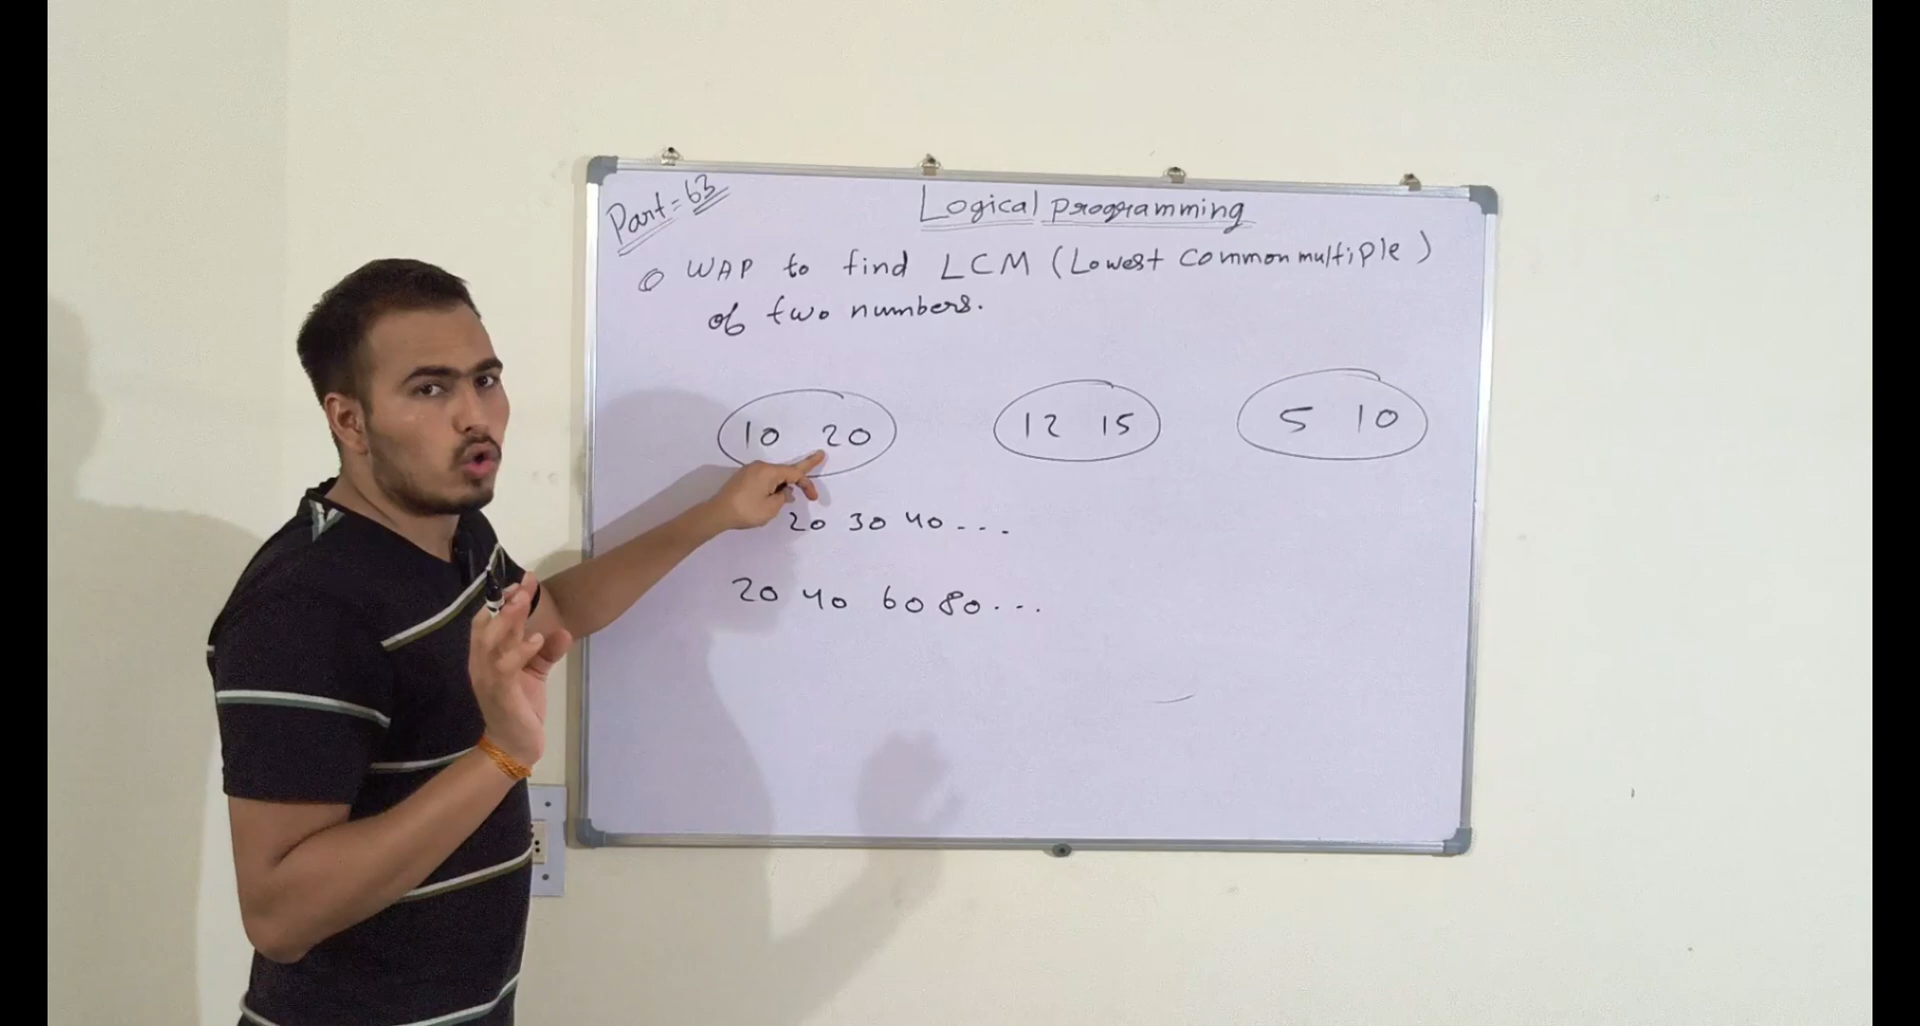 Part=63
Logical programming
WAP to find LCM (Lowest Common multiple)
of two numbers.
10 20 12 15 5 10
20 30 40 ---
20 40 60 80...